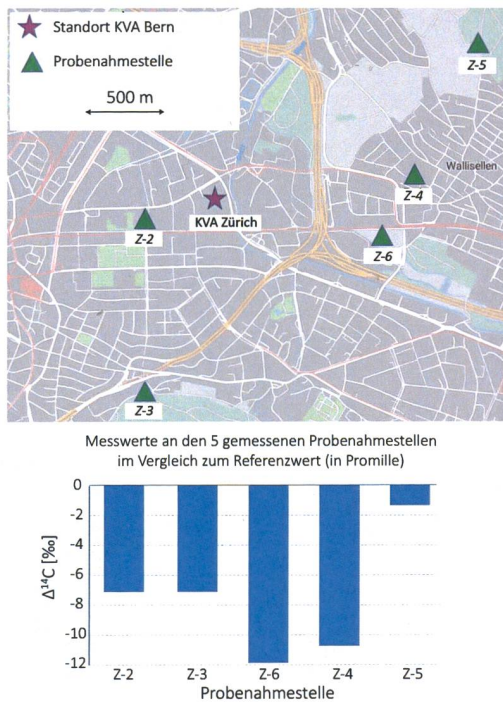 Standort KVA Bern
Probenahmestelle
500 m
Z-5
Wallisellen
Z-4
KVA Zürich
Z-2
Z-6
Z-3
Messwerte an den 5 gemessenen Probenahmestellen
im Vergleich zum Referenzwert (in Promille)
Δ¹⁴C [‰]
0
-2
-4
-6
-8
-10
-12
Z-2 Z-3 Z-6 Z-4 Z-5
Probenahmestelle